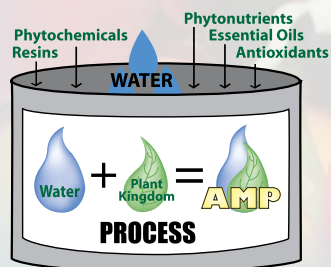 Phytochemicals
Resins
Phytonutrients
Essential Oils
Antioxidants
WATER
Water
+
Plant
Kingdom
=
AMP
PROCESS